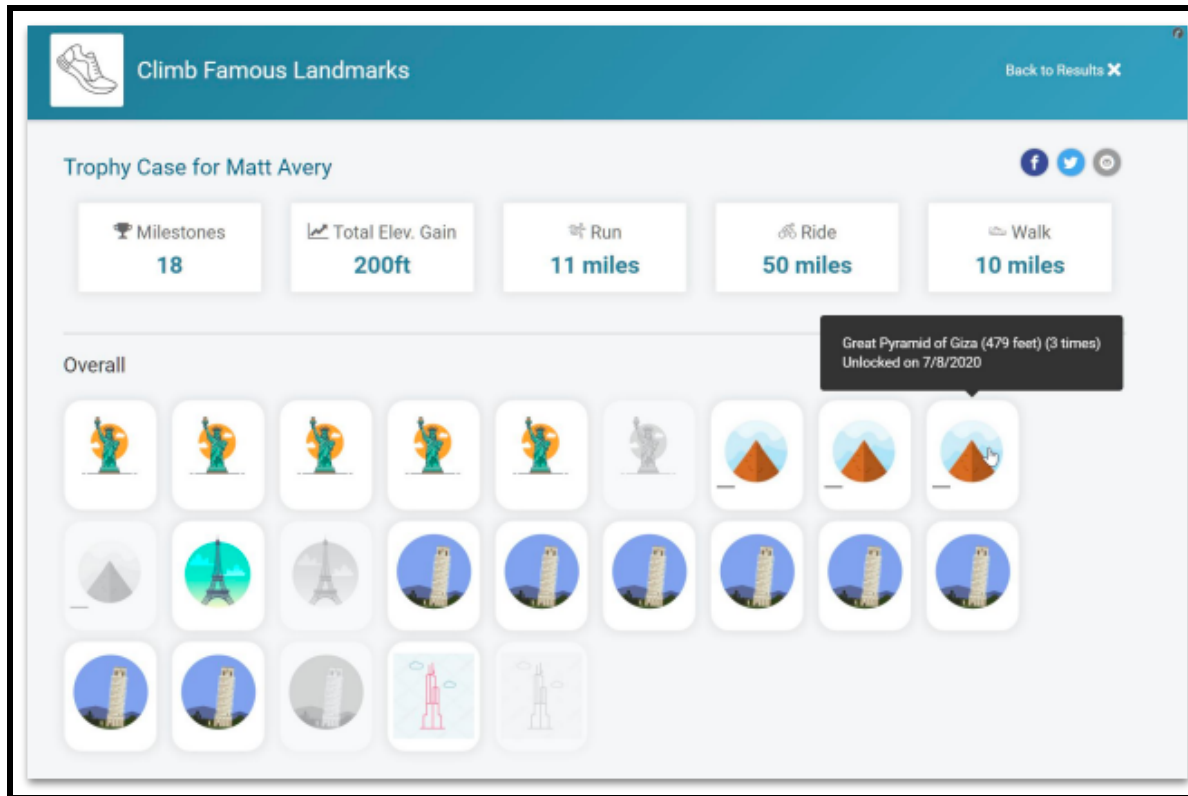 Climb Famous Landmarks
Back to Results
Trophy Case for Matt Avery
Milestones
18
Total Elev. Gain
200ft
Run
11 miles
Ride
50 miles
Walk
10 miles
Great Pyramid of Giza (479 feet) (3 times)
Unlocked on 7/8/2020
Overall